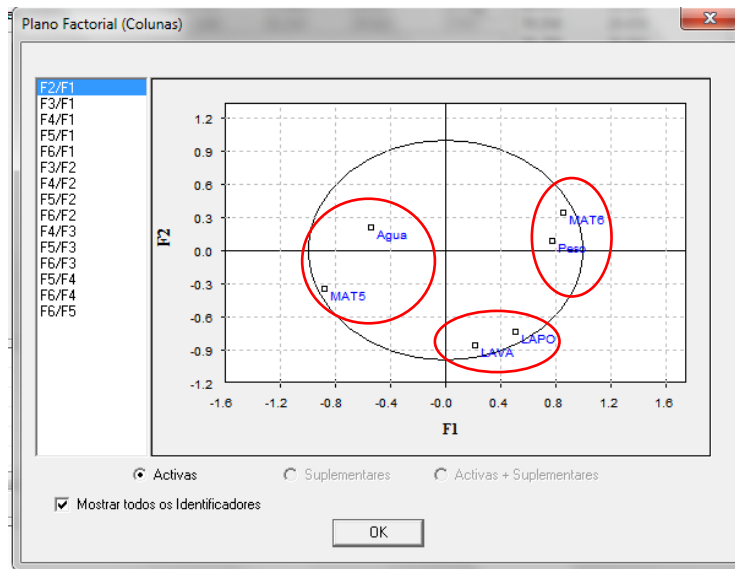 Plano Factorial (Colunas)
x
F2/F1
F3/F1
F4/F1
F5/F1
F6/F1
F3/F2
F4/F2
F5/F2
F6/F2
F4/F3
F5/F3
F6/F3
F5/F4
F6/F4
F6/F5
F2
1.2
0.9
0.6
0.3
0.0
-0.3
-0.6
-0.9
-1.2
MAT6
Agua
Peso
MAT5
LAPO
LAVA
-1.6 -1.2 -0.8 -0.4 -0.0 0.4 0.8 1.2 1.6
F1
Activas Suplementares Activas + Suplementares
Mostrar todos os Identificadores
OK